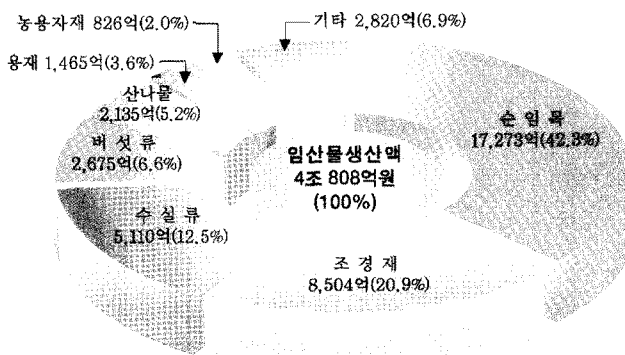 농용자재 826억(2.0%)
기타 2,820억(6.9%)
용재 1,465억(3.6%)
산나물
2,135억(5.2%)
버섯류
2,675억(6.6%)
순임목
17,273억(42.3%)
임산물생산액
4조 808억원
(100%)
수실류
5,110억(12.5%)
조경재
8,504억(20.9%)